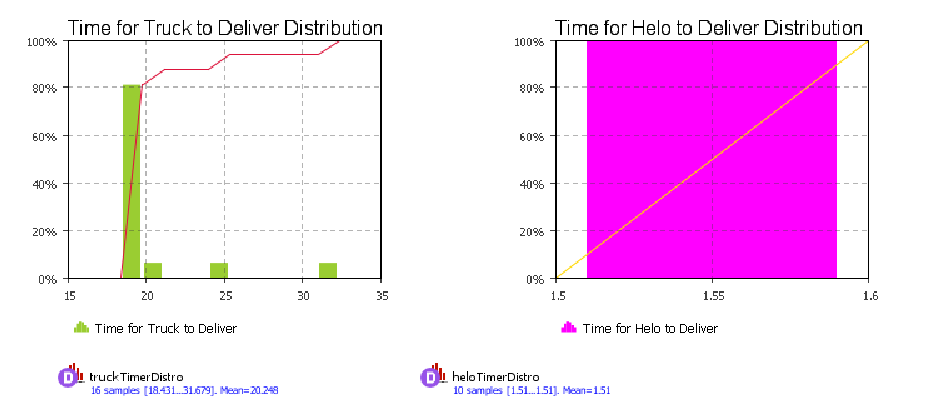 Time for Truck to Deliver Distribution
100%
80%
60%
40%
20%
0%
15 20 25 30 35
Time for Truck to Deliver
truckTimerDistro
16 samples [18.431...31.679]. Mean=20.248
Time for Helo to Deliver Distribution
100%
80%
60%
40%
20%
0%
1.5 1.55 1.6
Time for Helo to Deliver
D heloTimerDistro
10 samples [1.51...1.51]. Mean=1.51